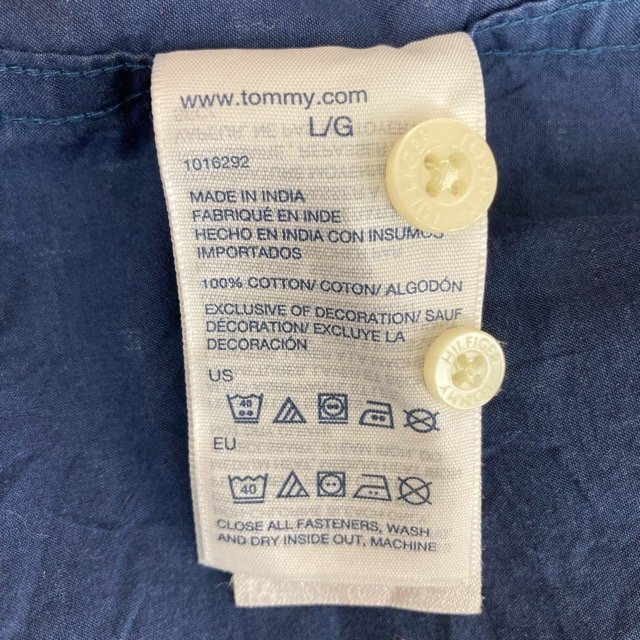 www.tommy.com
L/G
1016292
MADE IN INDIA
FABRIQUÉ EN INDE
HECHO EN INDIA CON INSUMOS
IMPORTADOS
100% COTTON/ COTON/ ALGODÓN
EXCLUSIVE OF DECORATION/ SAUF
DÉCORATION/ EXCLUYE LA
DECORACIÓN
US
40
EU
40
CLOSE ALL FASTENERS, WASH
AND DRY INSIDE OUT. MACHINE
HILFIGER TOMMY
HILFIGER